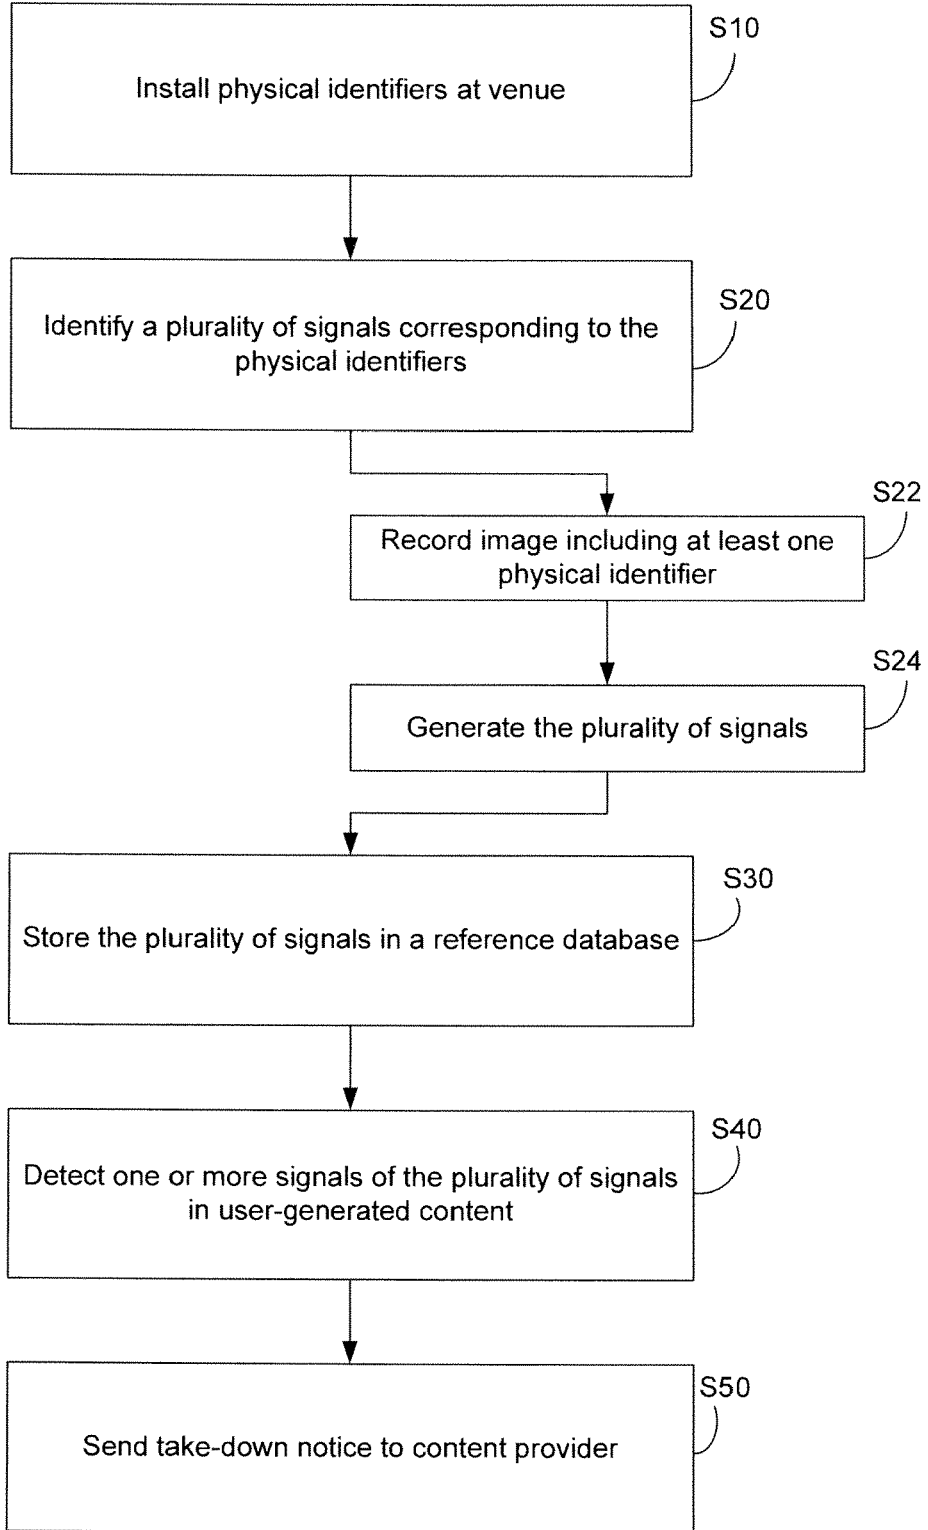 S10
Install physical identifiers at venue
S20
Identify a plurality of signals corresponding to the
physical identifiers
S22
Record image including at least one
physical identifier
S24
Generate the plurality of signals
S30
Store the plurality of signals in a reference database
S40
Detect one or more signals of the plurality of signals
in user-generated content
S50
Send take-down notice to content provider